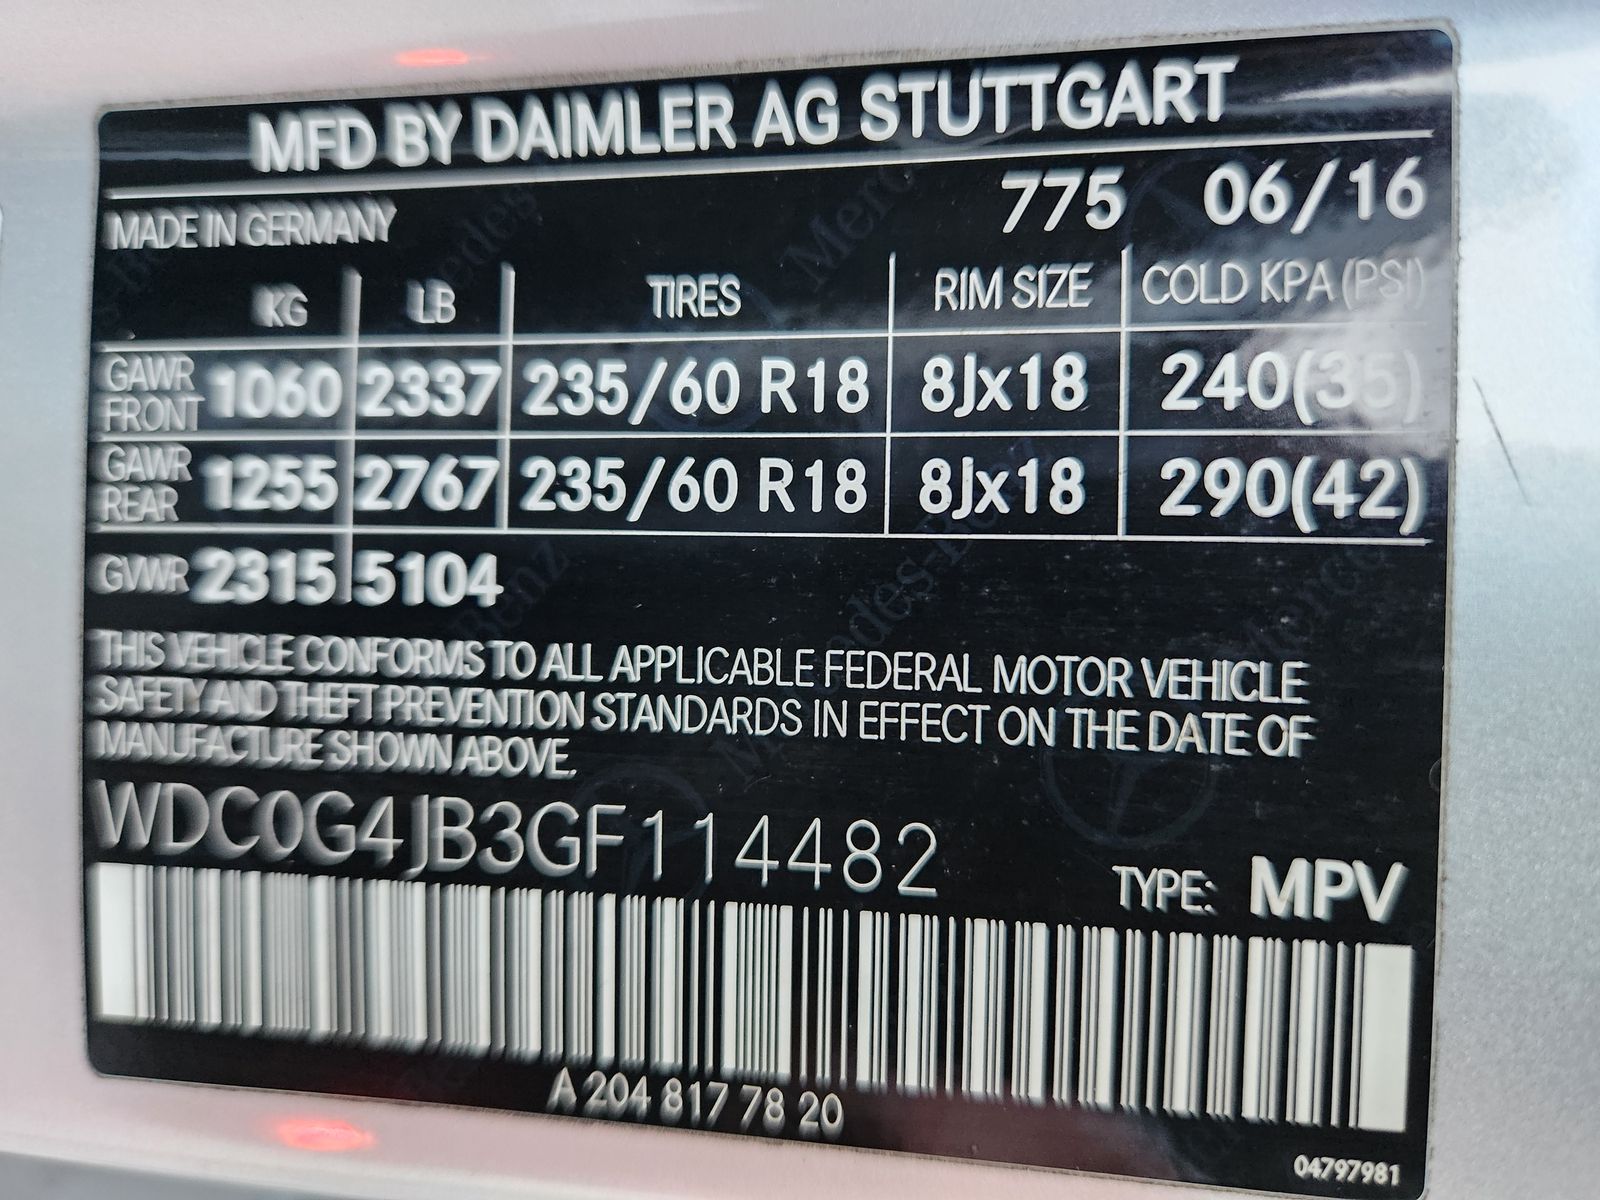 MFD BY DAIMLER AG STUTTGART
MADE IN GERMANY 775 06/16
KG LB TIRES RIM SIZE COLD KPA (PSI)
GAWR FRONT 1060 2337 235/60 R18 8Jx18 240(35)
GAWR REAR 1255 2767 235/60 R18 8Jx18 290(42)
GVWR 2315 5104
THIS VEHICLE CONFORMS TO ALL APPLICABLE FEDERAL MOTOR VEHICLE
SAFETY AND THEFT PREVENTION STANDARDS IN EFFECT ON THE DATE OF
MANUFACTURE SHOWN ABOVE.
WDC0G4JB3GF114482
TYPE: MPV
A 204 817 78 20
04797981